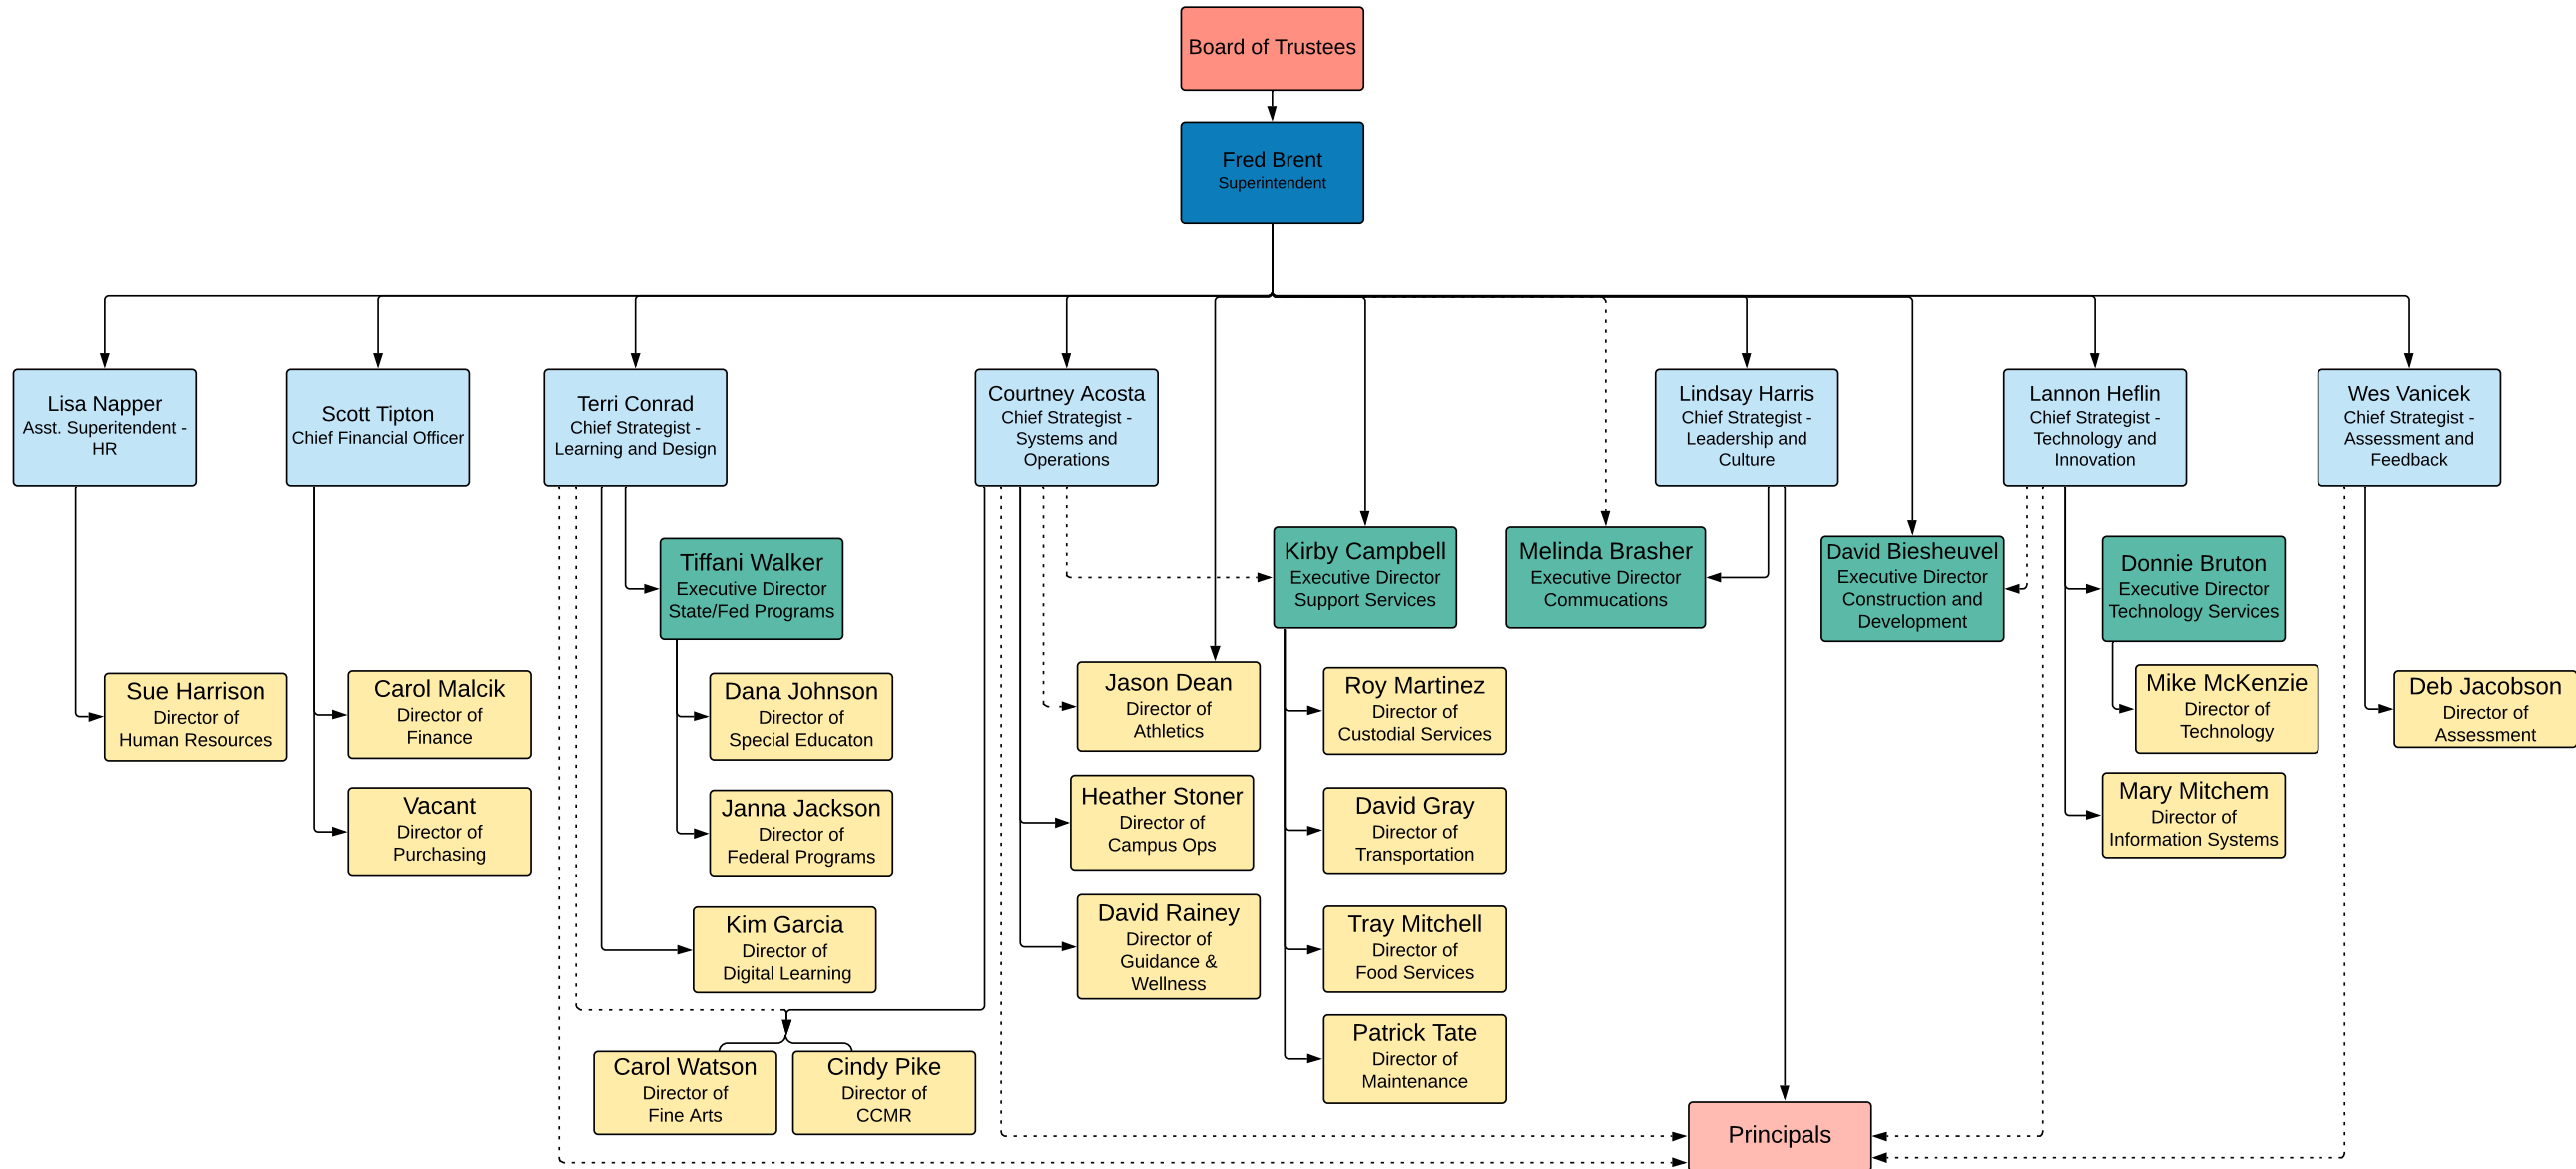 Board of Trustees
Fred Brent
Superintendent
Lisa Napper
Asst. Superitendent -
HR
Scott Tipton
Chief Financial Officer
Terri Conrad
Chief Strategist -
Learning and Design
Courtney Acosta
Chief Strategist -
Systems and
Operations
Lindsay Harris
Chief Strategist -
Leadership and
Culture
Lannon Heflin
Chief Strategist -
Technology and
Innovation
Wes Vanicek
Chief Strategist -
Assessment and
Feedback
Tiffani Walker
Executive Director
State/Fed Programs
Kirby Campbell
Executive Director
Support Services
Melinda Brasher
Executive Director
Commucations
David Biesheuvel
Executive Director
Construction and
Development
Donnie Bruton
Executive Director
Technology Services
Sue Harrison
Director of
Human Resources
Carol Malcik
Director of
Finance
Dana Johnson
Director of
Special Educaton
Jason Dean
Director of
Athletics
Roy Martinez
Director of
Custodial Services
Mike McKenzie
Director of
Technology
Deb Jacobson
Director of
Assessment
Vacant
Director of
Purchasing
Janna Jackson
Director of
Federal Programs
Heather Stoner
Director of
Campus Ops
David Gray
Director of
Transportation
Mary Mitchem
Director of
Information Systems
Kim Garcia
Director of
Digital Learning
David Rainey
Director of
Guidance &
Wellness
Tray Mitchell
Director of
Food Services
Carol Watson
Director of
Fine Arts
Cindy Pike
Director of
CCMR
Patrick Tate
Director of
Maintenance
Principals